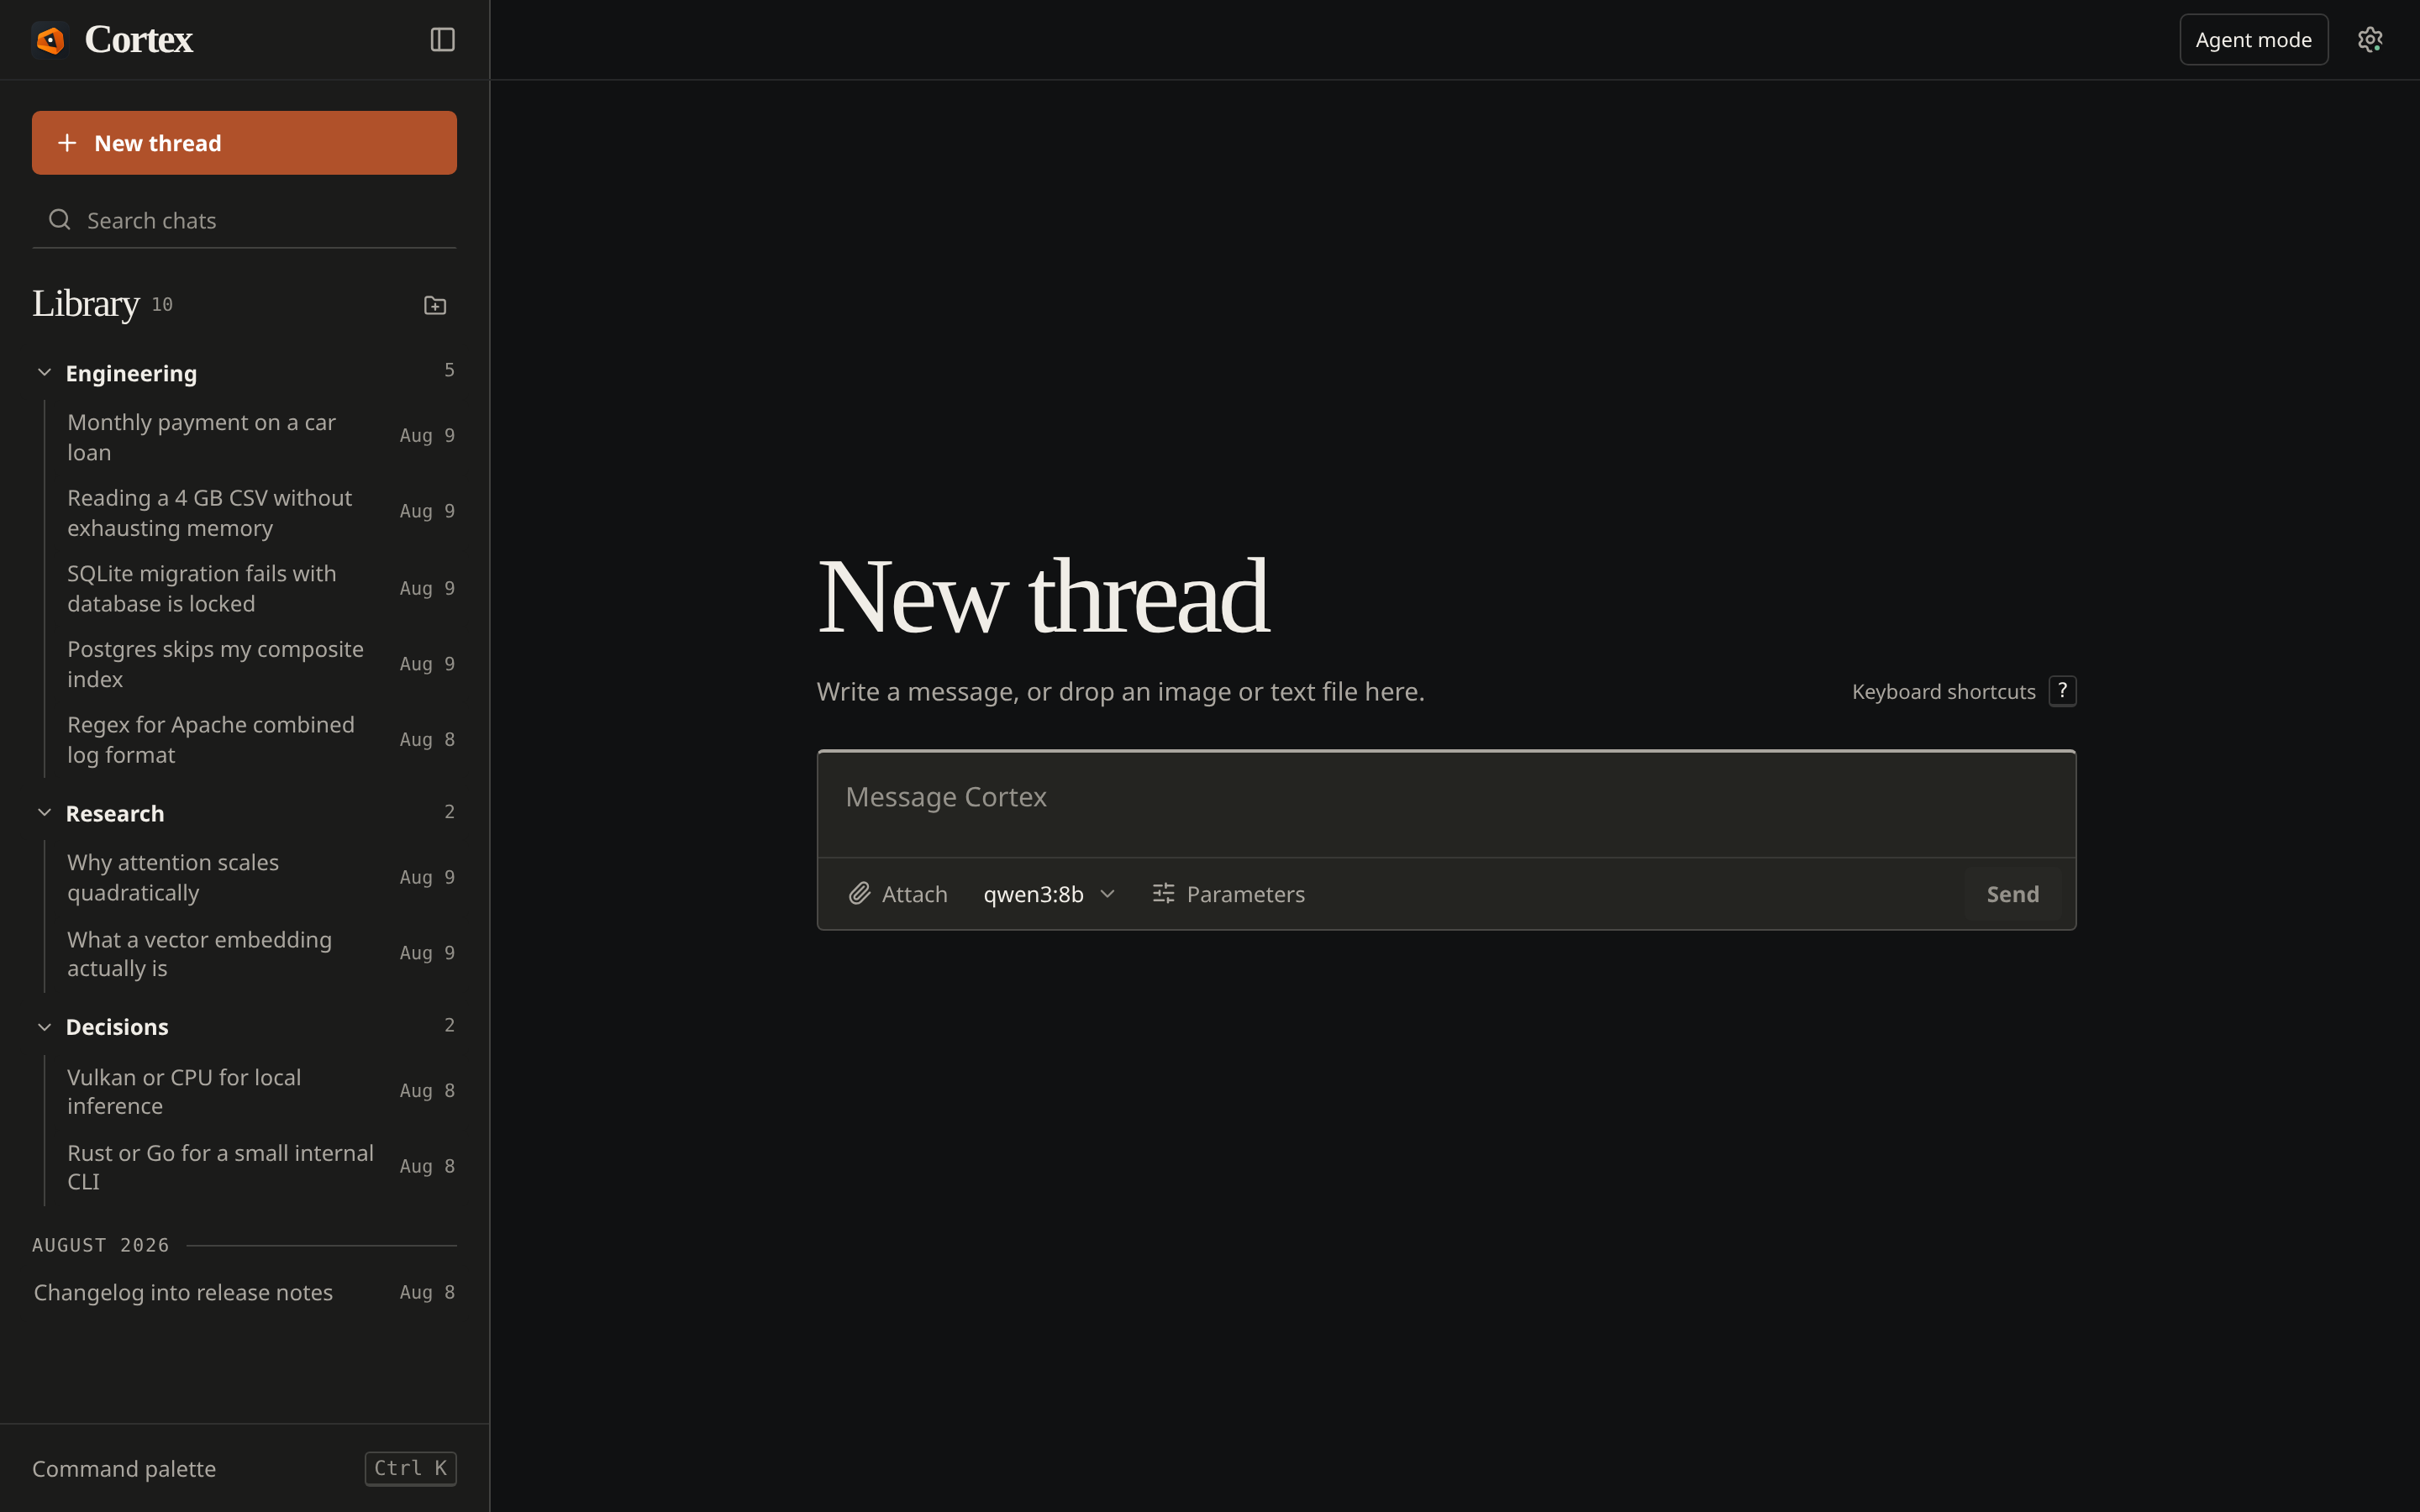 Cortex
Agent mode
New thread
Search chats
Library 10
Engineering 5
Monthly payment on a car
loan
Aug 9
Reading a 4 GB CSV without
exhausting memory
Aug 9
SQLite migration fails with
database is locked
Aug 9
Postgres skips my composite
index
Aug 9
Regex for Apache combined
log format
Aug 8
Research 2
Why attention scales
quadratically
Aug 9
What a vector embedding
actually is
Aug 9
Decisions 2
Vulkan or CPU for local
inference
Aug 8
Rust or Go for a small internal
CLI
Aug 8
AUGUST 2026
Changelog into release notes Aug 8
Command palette Ctrl K
New thread
Write a message, or drop an image or text file here.
Keyboard shortcuts ?
Message Cortex
Attach qwen3:8b Parameters Send